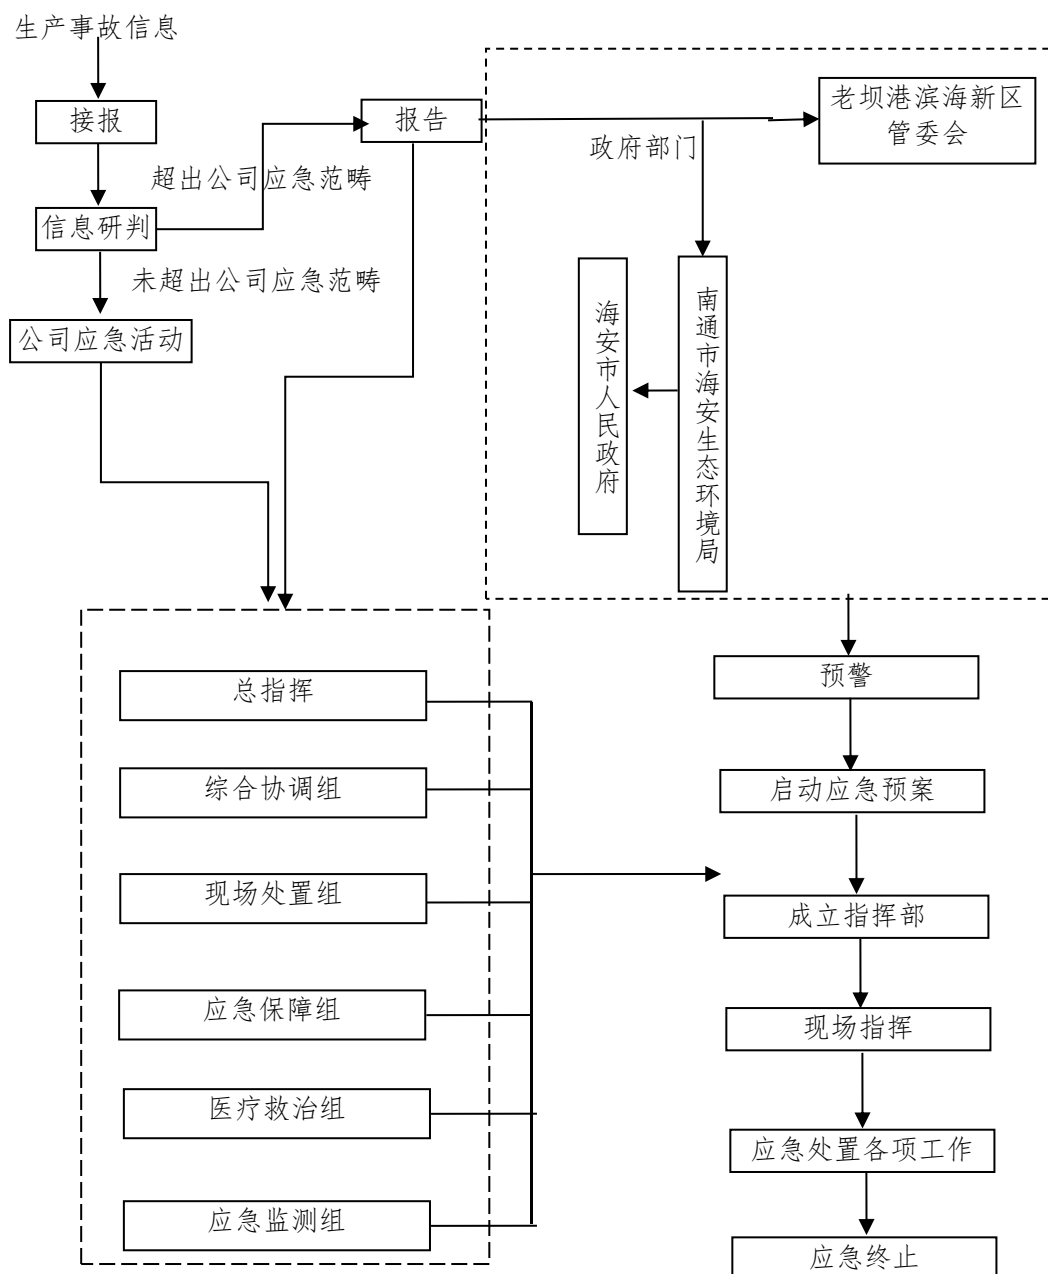 生产事故信息
接报
报告
老坝港滨海新区
管委会
政府部门
超出公司应急范畴
信息研判
未超出公司应急范畴
公司应急活动
海安市人民政府
南通市海安生态环境局
总指挥
综合协调组
现场处置组
应急保障组
医疗救治组
应急监测组
预警
启动应急预案
成立指挥部
现场指挥
应急处置各项工作
应急终止